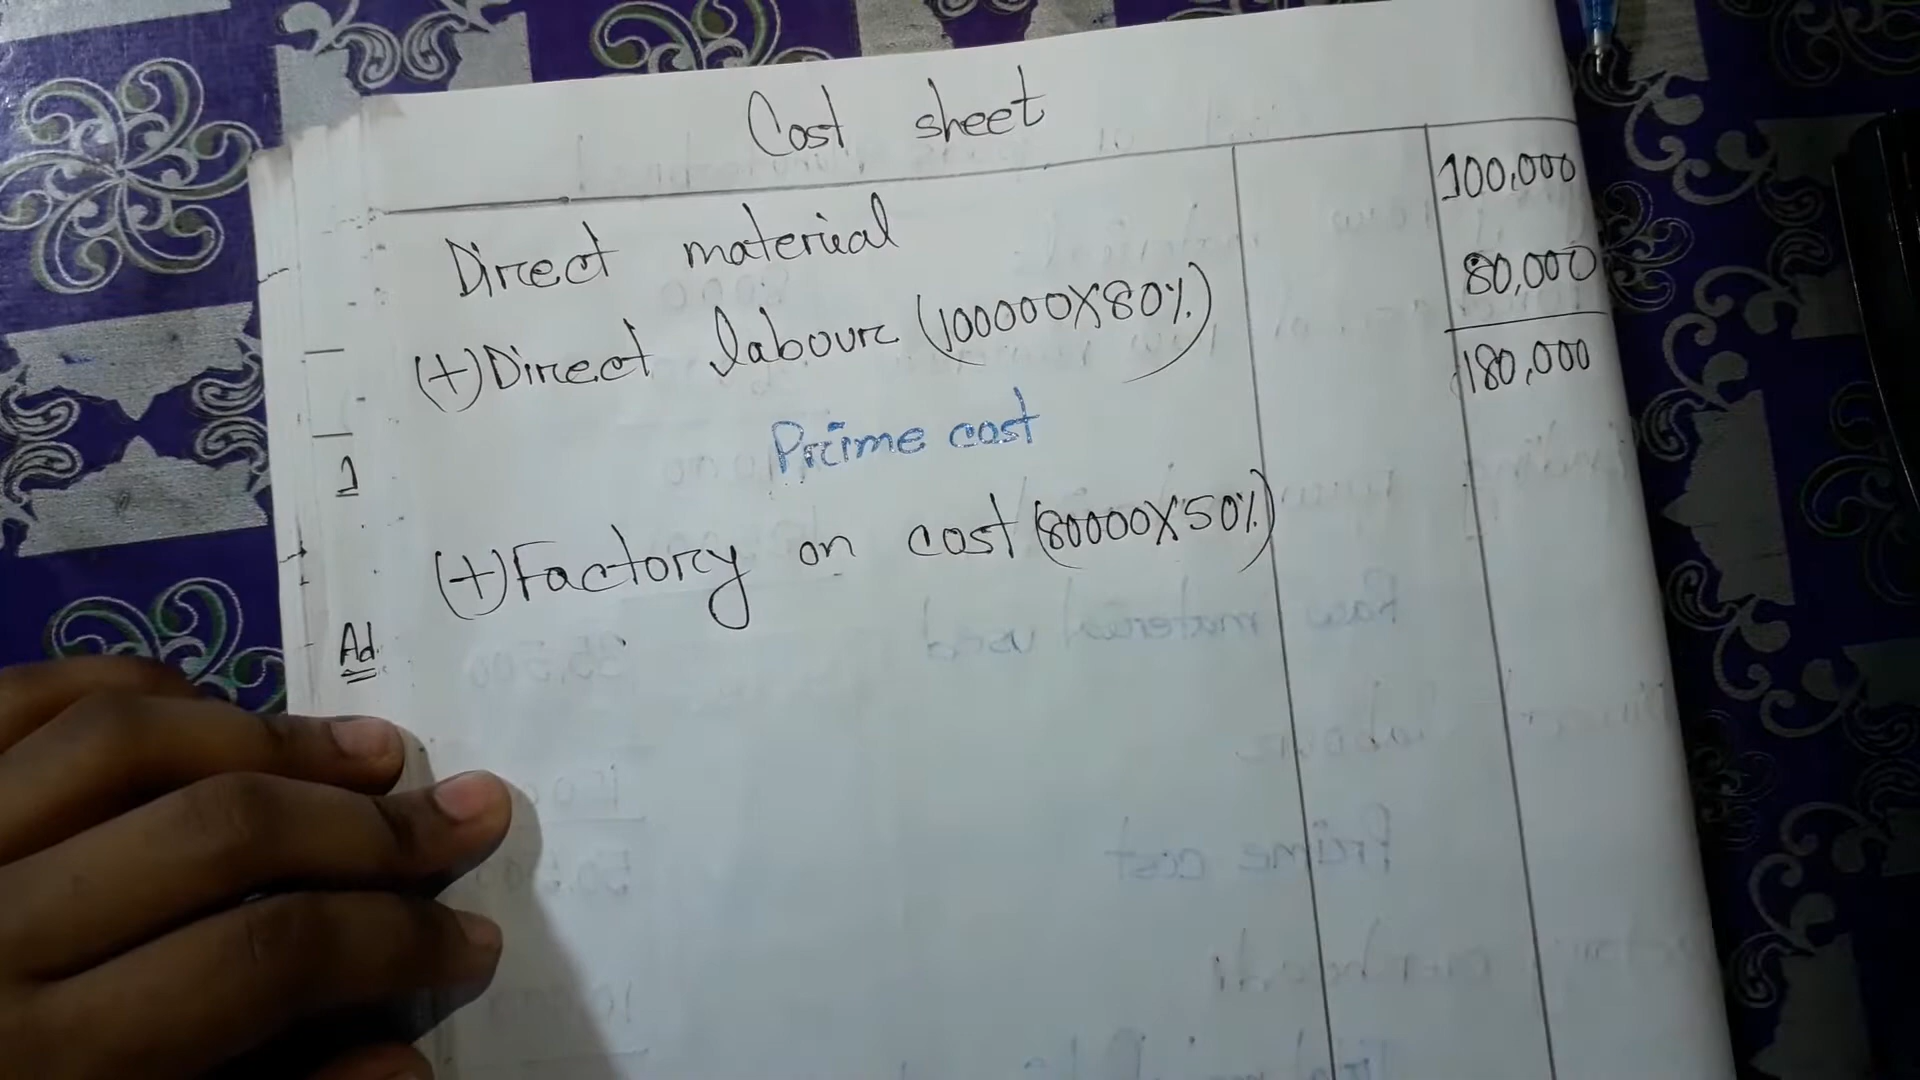 Cost sheet
Direct material 100,000
(+) Direct labour (100000X80%) 80,000
Prime cost 180,000
(+) Factory on cost (80000X50%)
1
Ad.